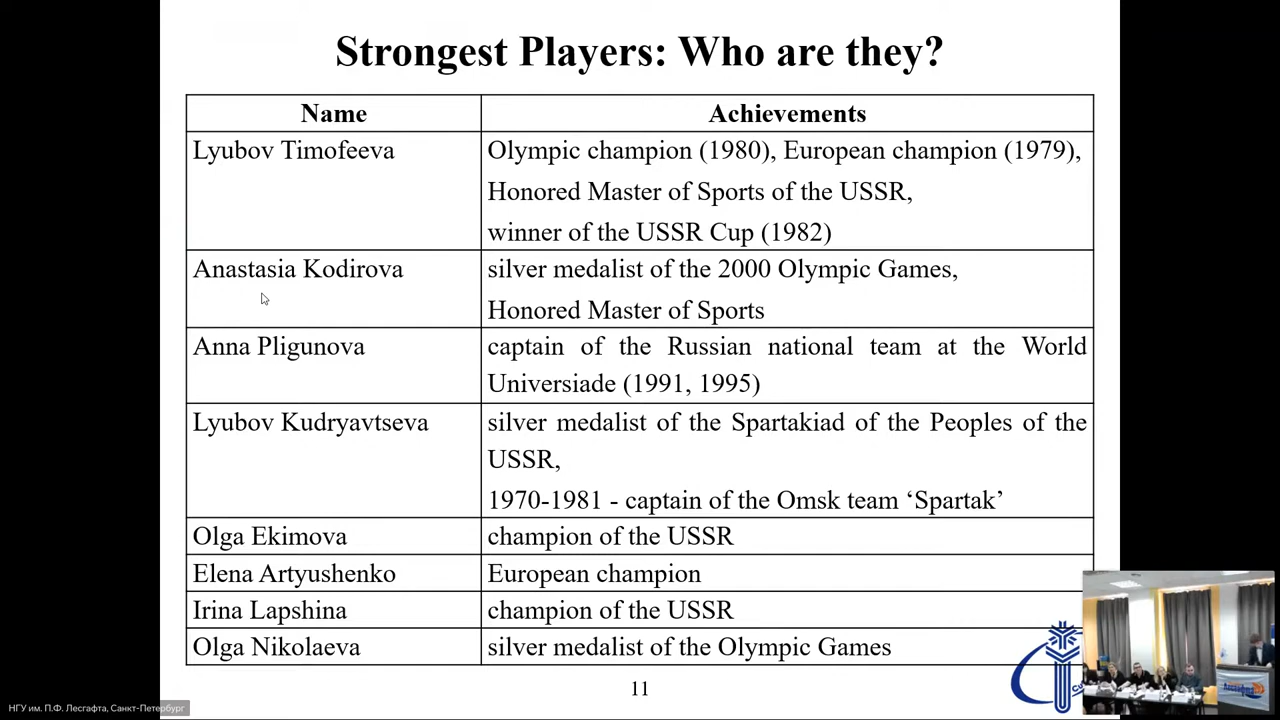 Strongest Players: Who are they?
Name
Achievements
Lyubov Timofeeva
Olympic champion (1980), European champion (1979),
Honored Master of Sports of the USSR,
winner of the USSR Cup (1982)
Anastasia Kodirova
silver medalist of the 2000 Olympic Games,
Honored Master of Sports
Anna Pligunova
captain of the Russian national team at the World
Universiade (1991, 1995)
Lyubov Kudryavtseva
silver medalist of the Spartakiad of the Peoples of the
USSR,
1970-1981 - captain of the Omsk team ‘Spartak’
Olga Ekimova
champion of the USSR
Elena Artyushenko
European champion
Irina Lapshina
champion of the USSR
Olga Nikolaeva
silver medalist of the Olympic Games
11
НГУ им. П.Ф. Лесгафта, Санкт-Петербург